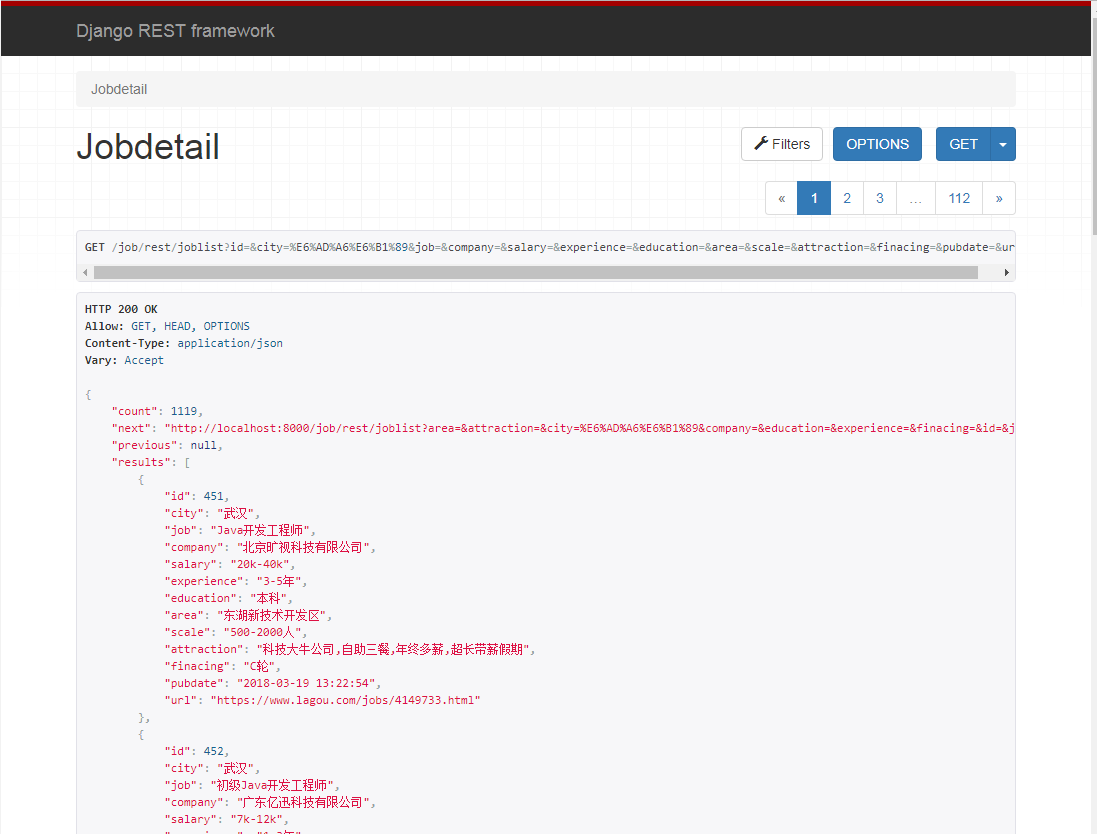 Django REST framework
Jobdetail
Jobdetail
Filters
OPTIONS
GET
« 1 2 3 … 112 »
GET /job/rest/joblist?id=&city=%E6%AD%A6%E6%B1%89&job=&company=&salary=&experience=&education=&area=&scale=&attraction=&finacing=&pubdate=&ur
HTTP 200 OK
Allow: GET, HEAD, OPTIONS
Content-Type: application/json
Vary: Accept
{
"count": 1119,
"next": "http://localhost:8000/job/rest/joblist?area=&attraction=&city=%E6%AD%A6%E6%B1%89&company=&education=&experience=&finacing=&id=&j
"previous": null,
"results": [
{
"id": 451,
"city": "武汉",
"job": "Java开发工程师",
"company": "北京旷视科技有限公司",
"salary": "20k-40k",
"experience": "3-5年",
"education": "本科",
"area": "东湖新技术开发区",
"scale": "500-2000人",
"attraction": "科技大牛公司,自助三餐,年终多薪,超长带薪假期",
"finacing": "C轮",
"pubdate": "2018-03-19 13:22:54",
"url": "https://www.lagou.com/jobs/4149733.html"
},
{
"id": 452,
"city": "武汉",
"job": "初级Java开发工程师",
"company": "广东亿迅科技有限公司",
"salary": "7k-12k",